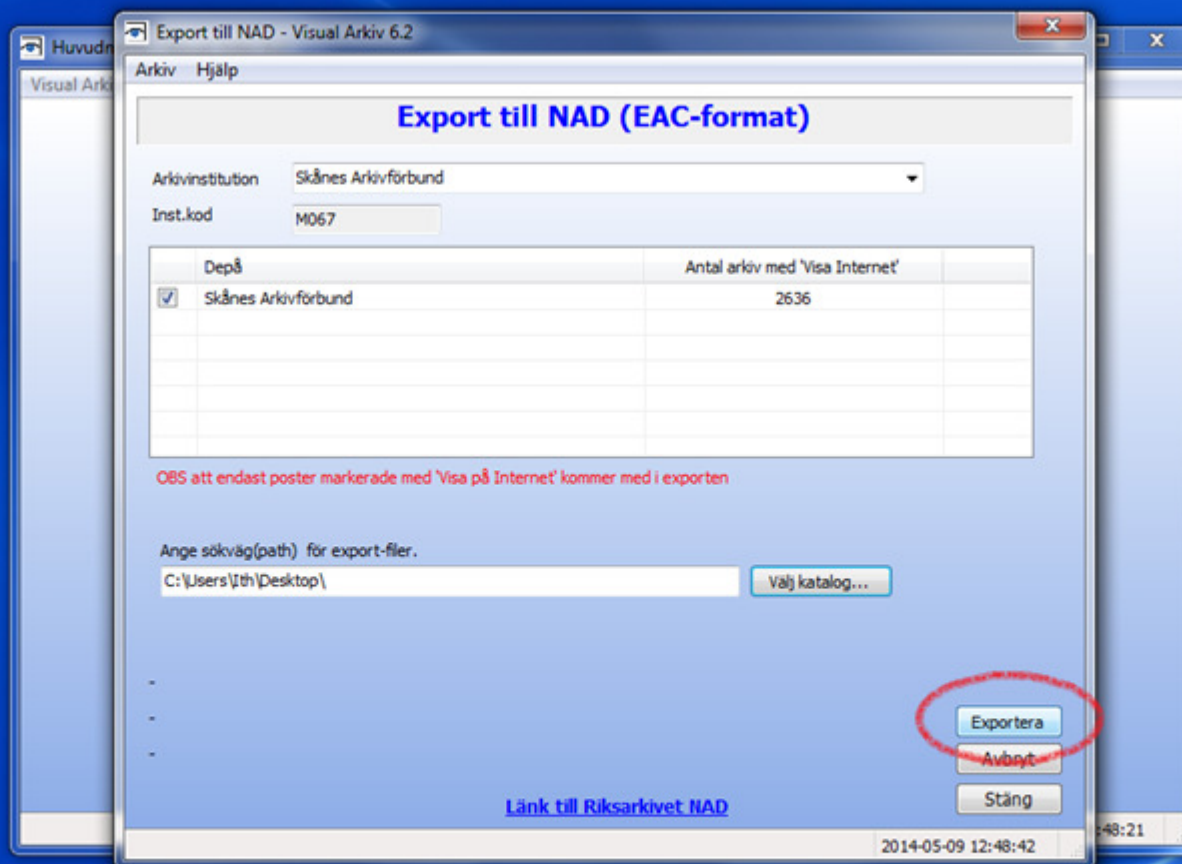 Export till NAD - Visual Arkiv 6.2
Arkiv Hjälp
Visual
Export till NAD (EAC-format)
Arkivinstitution Skånes Arkivförbund
Inst.kod M067
Depå Antal arkiv med 'Visa Internet'
Skånes Arkivförbund 2636
OBS att endast poster markerade med 'Visa på Internet' kommer med i exporten
Ange sökväg(path) för export-filer.
C:\Users\Ith\Desktop\ Välj katalog...
-
- Exportera
- Avbryt
Länk till Riksarkivet NAD Stäng
:48:21
2014-05-09 12:48:42